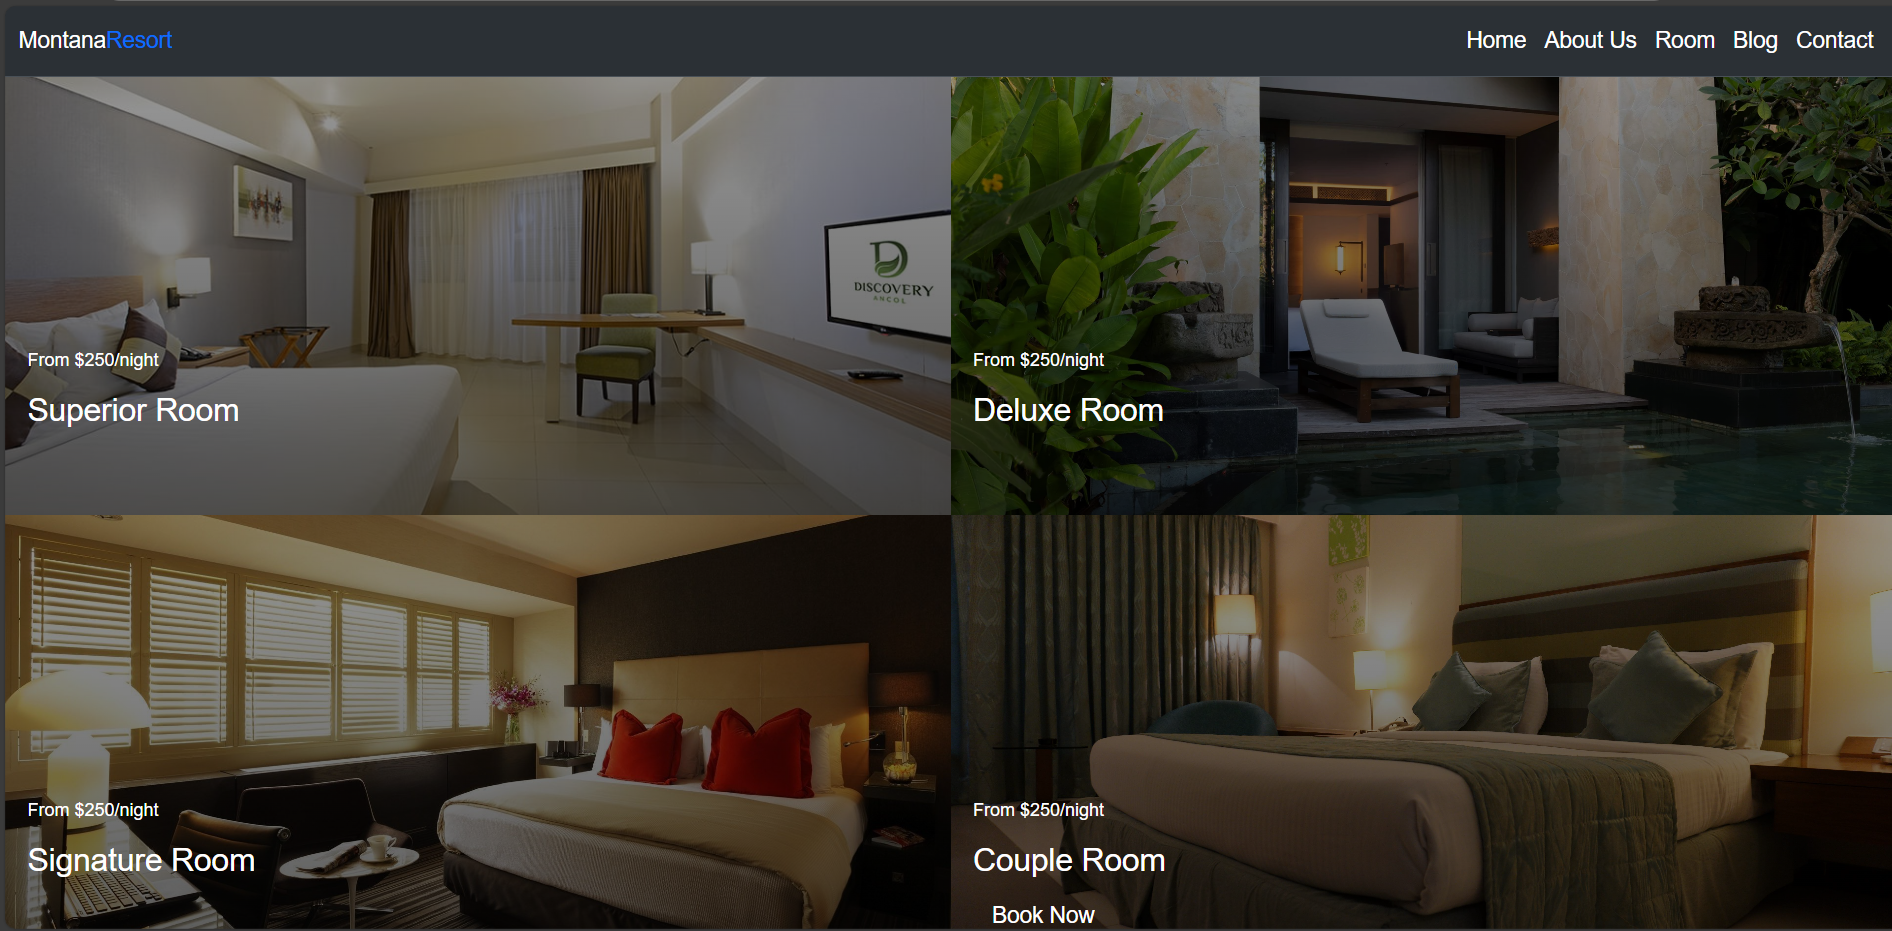 MontanaResort
Home About Us Room Blog Contact
DISCOVERY
ANCOL
From $250/night
Superior Room
From $250/night
Deluxe Room
From $250/night
Signature Room
From $250/night
Couple Room
Book Now